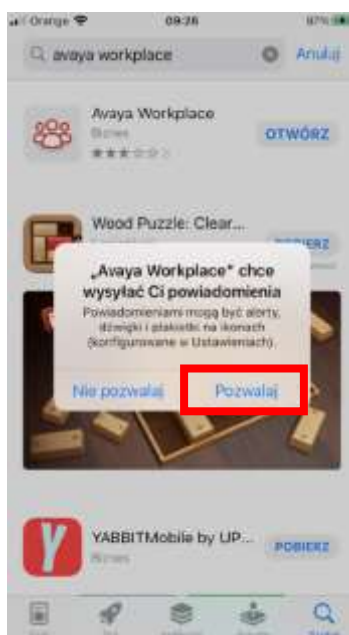 Orange 09:26 87%
avaya workplace Anuluj
Avaya Workplace
Biznes
OTWÓRZ
Wood Puzzle: Clear...
„Avaya Workplace” chce
wysyłać Ci powiadomienia
Powiadomieniami mogą być alerty,
dźwięki i plakietki na ikonach
(konfigurowane w Ustawieniach).
Nie pozwalaj Pozwalaj
YABBITMobile by UP...
Biznes
POBIERZ